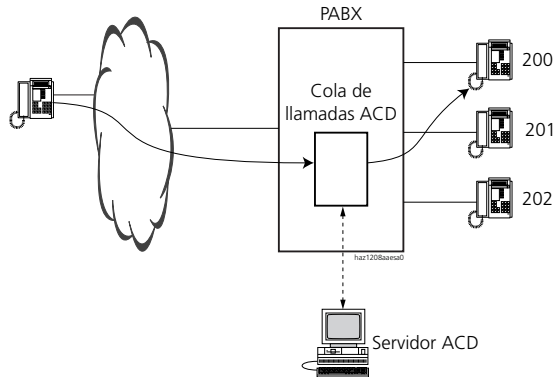 PABX
Cola de
llamadas ACD
200
201
202
haz1208aaesa0
Servidor ACD